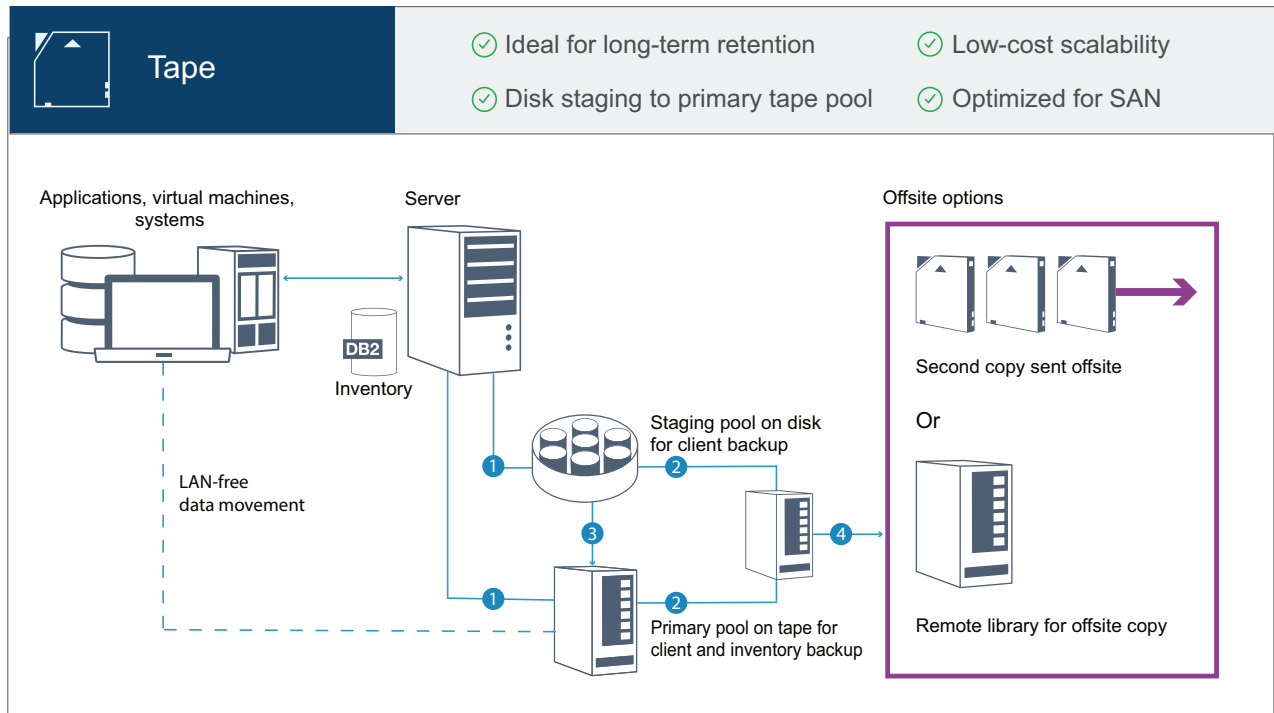 Tape
Ideal for long-term retention
Low-cost scalability
Disk staging to primary tape pool
Optimized for SAN
Applications, virtual machines,
systems
Server
Offsite options
DB2
Inventory
Second copy sent offsite
Or
Staging pool on disk
for client backup
1
2
LAN-free
data movement
3
4
1
2
Primary pool on tape for
client and inventory backup
Remote library for offsite copy